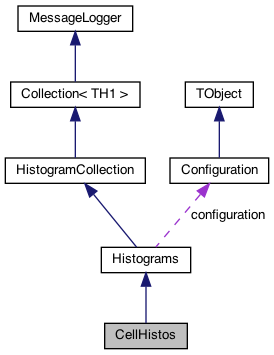 MessageLogger
Collection< TH1 >
TObject
HistogramCollection
Configuration
configuration
Histograms
CellHistos